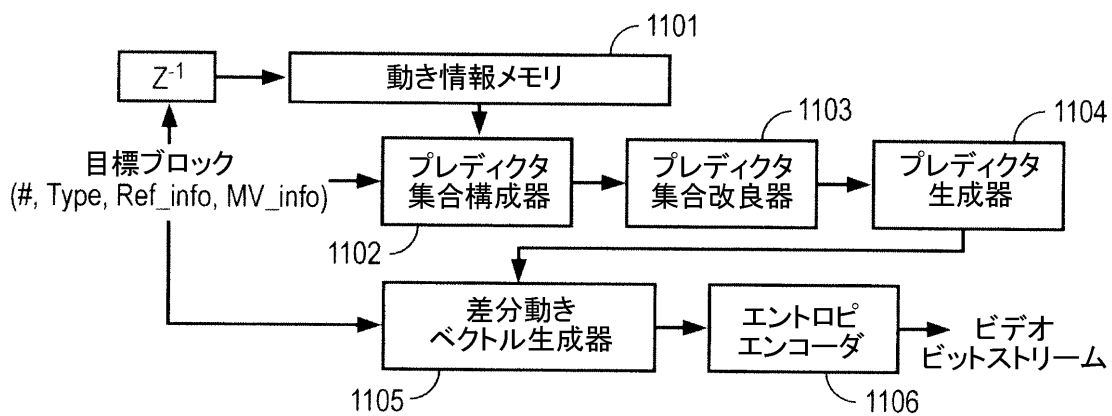 1101
Z-1
動き情報メモリ
1103
1104
目標ブロック
(#, Type, Ref_info, MV_info)
プレディクタ
集合構成器
プレディクタ
集合改良器
プレディクタ
生成器
1102
差分動き
ベクトル生成器
エントロピ
エンコーダ
ビデオ
ビットストリーム
1105
1106